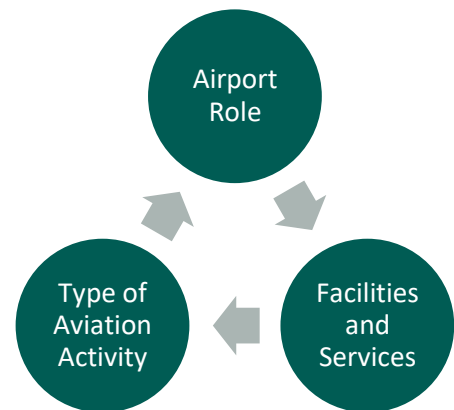 Airport
Role
Type of
Aviation
Activity
Facilities
and
Services